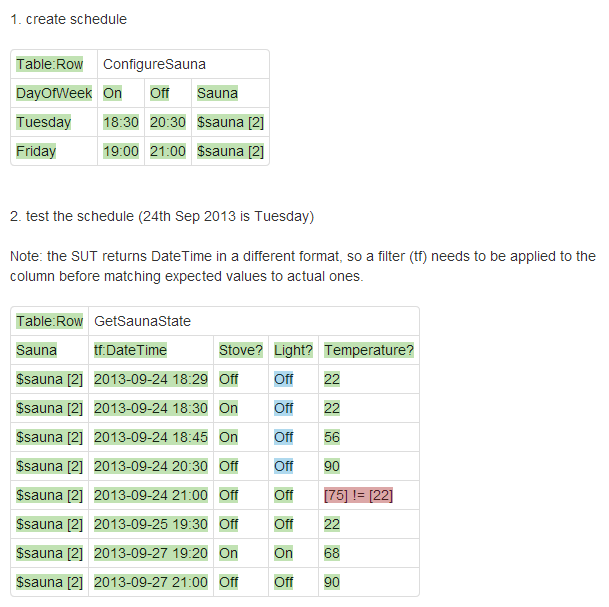 1. create schedule
Table:Row ConfigureSauna
DayOfWeek On Off Sauna
Tuesday 18:30 20:30 $sauna [2]
Friday 19:00 21:00 $sauna [2]
2. test the schedule (24th Sep 2013 is Tuesday)
Note: the SUT returns DateTime in a different format, so a filter (tf) needs to be applied to the
column before matching expected values to actual ones.
Table:Row GetSaunaState
Sauna tf:DateTime Stove? Light? Temperature?
$sauna [2] 2013-09-24 18:29 Off Off 22
$sauna [2] 2013-09-24 18:30 On Off 22
$sauna [2] 2013-09-24 18:45 On Off 56
$sauna [2] 2013-09-24 20:30 Off Off 90
$sauna [2] 2013-09-24 21:00 Off Off [75] != [22]
$sauna [2] 2013-09-25 19:30 Off Off 22
$sauna [2] 2013-09-27 19:20 On On 68
$sauna [2] 2013-09-27 21:00 Off Off 90